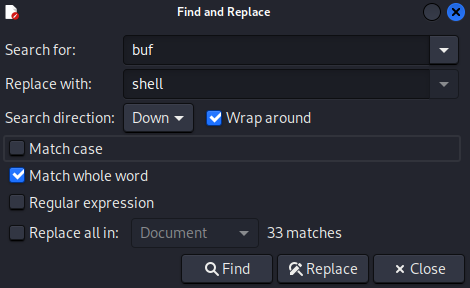 Find and Replace
Search for: buf
Replace with: shell
Search direction: Down Wrap around
Match case
Match whole word
Regular expression
Replace all in: Document 33 matches
Find Replace Close